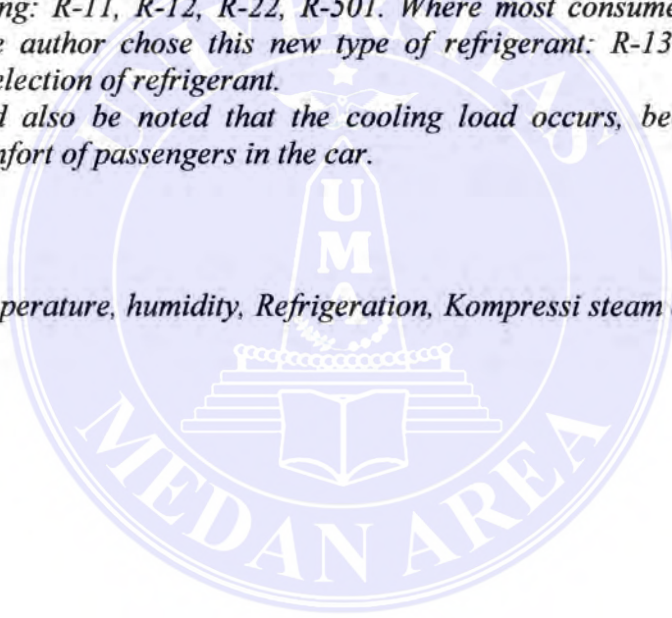 ng: R-11, R-12, R-22, R-501. Where most consume
e author chose this new type of refrigerant: R-13
election of refrigerant.
d also be noted that the cooling load occurs, be
nfort of passengers in the car.
UNIVERSITAS
UMA
perature, humidity, Refrigeration, Kompressi steam
MEDAN AREA